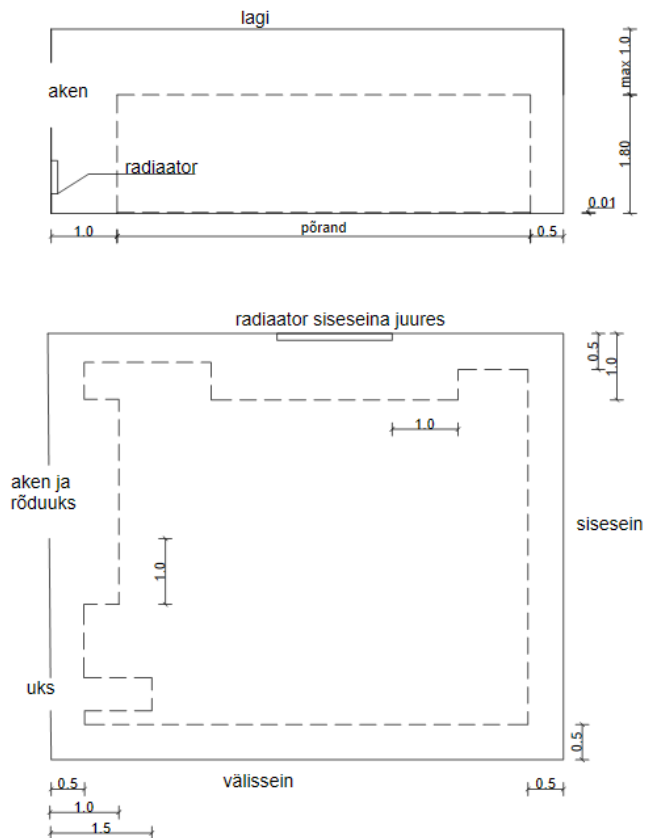 lagi
aken
max 1.0
radiaator
1.80
0.01
1.0
põrand
0.5
radiaator siseseina juures
0.5
1.0
1.0
aken ja
rõduuks
sisesein
1.0
uks
0.5
välissein
0.5
0.5
1.0
1.5